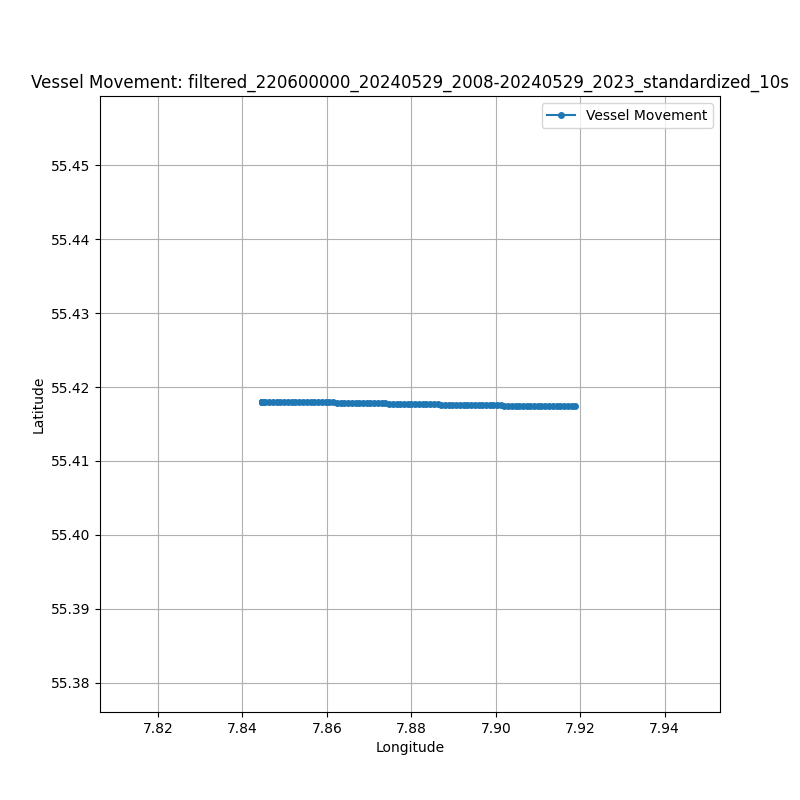 Vessel Movement: filtered_220600000_20240529_2008-20240529_2023_standardized_10s
Vessel Movement
55.45
55.44
55.43
55.42
55.41
55.40
55.39
55.38
Latitude
7.82 7.84 7.86 7.88 7.90 7.92 7.94
Longitude